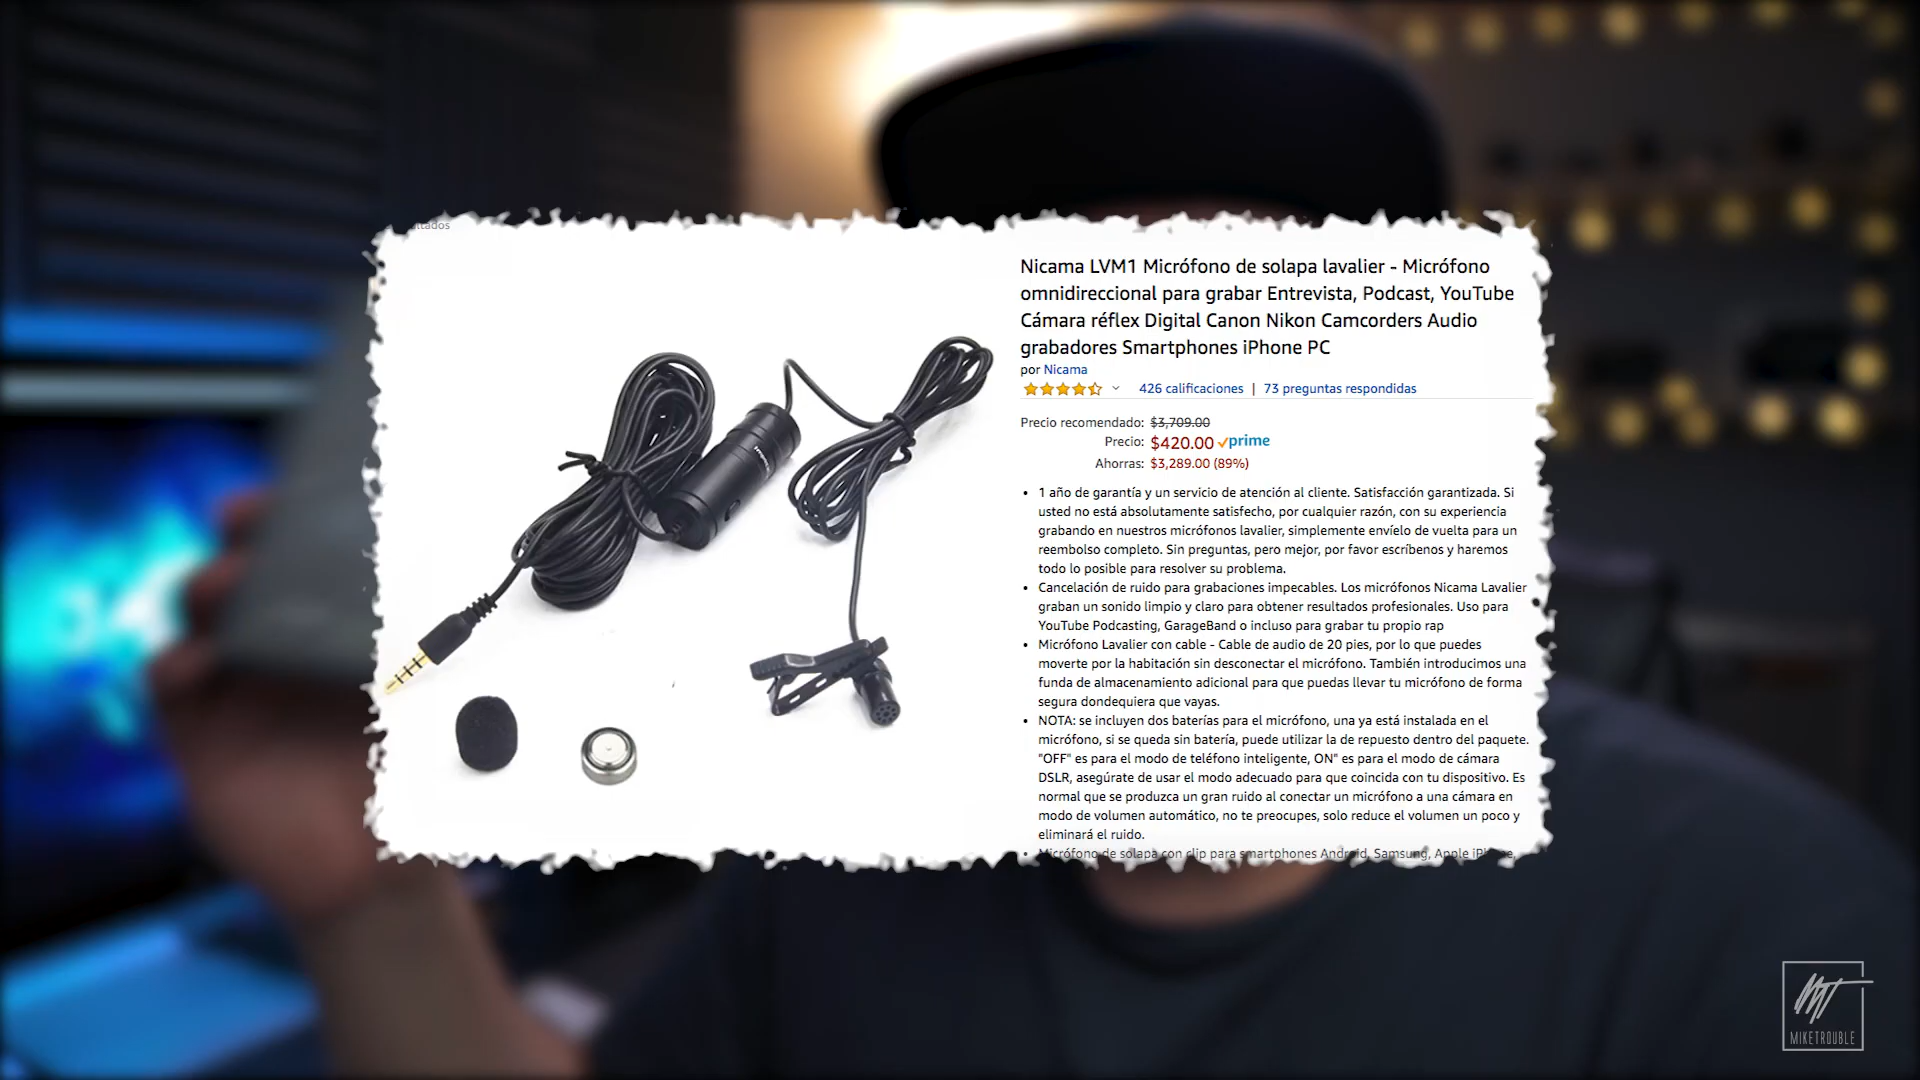 Nicama LVM1 Micrófono de solapa lavalier - Micrófono
omnidireccional para grabar Entrevista, Podcast, YouTube
Cámara réflex Digital Canon Nikon Camcorders Audio
grabadores Smartphones iPhone PC
por Nicama
426 calificaciones | 73 preguntas respondidas
Precio recomendado: $3,709.00
Precio: $420.00 prime
Ahorras: $3,289.00 (89%)
• 1 año de garantía y un servicio de atención al cliente. Satisfacción garantizada. Si
usted no está absolutamente satisfecho, por cualquier razón, con su experiencia
grabando en nuestros micrófonos lavalier, simplemente envíelo de vuelta para un
reembolso completo. Sin preguntas, pero mejor, por favor escríbenos y haremos
todo lo posible para resolver su problema.
• Cancelación de ruido para grabaciones impecables. Los micrófonos Nicama Lavalier
graban un sonido limpio y claro para obtener resultados profesionales. Uso para
YouTube Podcasting, GarageBand o incluso para grabar tu propio rap
• Micrófono Lavalier con cable - Cable de audio de 20 pies, por lo que puedes
moverte por la habitación sin desconectar el micrófono. También introducimos una
funda de almacenamiento adicional para que puedas llevar tu micrófono de forma
segura dondequiera que vayas.
• NOTA: se incluyen dos baterías para el micrófono, una ya está instalada en el
micrófono, si se queda sin batería, puede utilizar la de repuesto dentro del paquete.
"OFF" es para el modo de teléfono inteligente, ON" es para el modo de cámara
DSLR, asegúrate de usar el modo adecuado para que coincida con tu dispositivo. Es
normal que se produzca un gran ruido al conectar un micrófono a una cámara en
modo de volumen automático, no te preocupes, solo reduce el volumen un poco y
eliminará el ruido.
• Micrófono de solapa con clip para smartphones Android, Samsung, Apple iPhone,
MIKETROUBLE